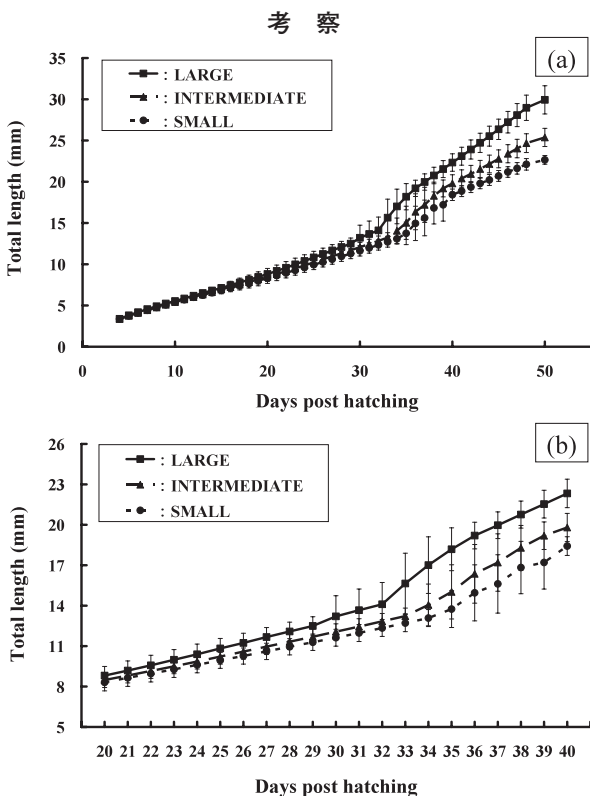 考 察
(a)
: LARGE
: INTERMEDIATE
: SMALL
Total length (mm)
35
30
25
20
15
10
5
0
0 10 20 30 40 50
Days post hatching
(b)
: LARGE
: INTERMEDIATE
: SMALL
Total length (mm)
26
23
20
17
14
11
8
5
20 21 22 23 24 25 26 27 28 29 30 31 32 33 34 35 36 37 38 39 40
Days post hatching